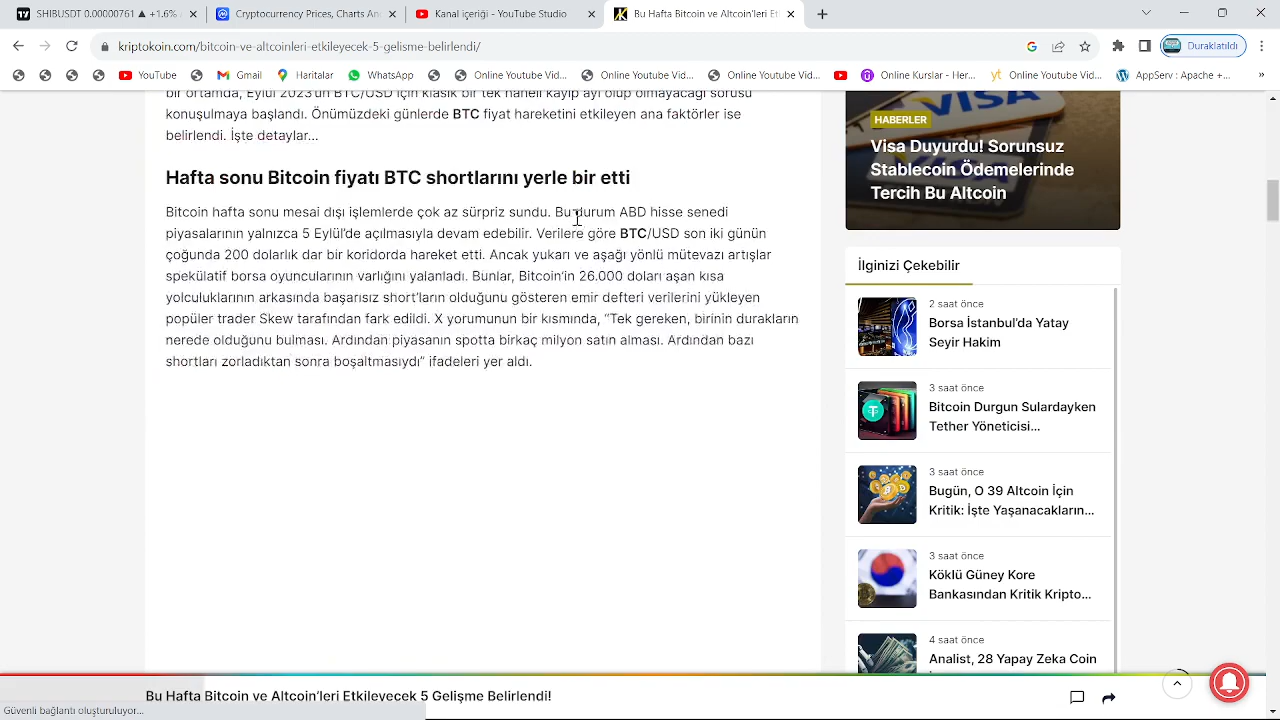 SHIBUSDT 0.00000761 ▲ +1.6%
Cryptocurrency Prices, Charts An
Kanal içeriği - YouTube Studio
Bu Hafta Bitcoin ve Altcoin'leri Et
kriptokoin.com/bitcoin-ve-altcoinleri-etkileyecek-5-gelisme-belirlendi/
Duraklatıldı
YouTube
Gmail
Haritalar
WhatsApp
Online Youtube Vid...
Online Youtube Vid...
Online Youtube Vid...
Online Kurslar - Her...
Online Youtube Vid...
AppServ : Apache +...
»
bir ortamda, Eylül 2023'ün BTC/USD için klasik bir tek haneli kayıp ayı olup olmayacağı sorusu
konuşulmaya başlandı. Önümüzdeki günlerde BTC fiyat hareketini etkileyen ana faktörler ise
belirlendi. İşte detaylar…
Hafta sonu Bitcoin fiyatı BTC shortlarını yerle bir etti
Bitcoin hafta sonu mesai dışı işlemlerde çok az sürpriz sundu. Bu durum ABD hisse senedi
piyasalarının yalnızca 5 Eylül'de açılmasıyla devam edebilir. Verilere göre BTC/USD son iki günün
çoğunda 200 dolarlık dar bir koridorda hareket etti. Ancak yukarı ve aşağı yönlü mütevazı artışlar
spekülatif borsa oyuncularının varlığını yalanladı. Bunlar, Bitcoin'in 26.000 doları aşan kısa
yolculuklarının arkasında başarısız short'ların olduğunu gösteren emir defteri verilerini yükleyen
popüler trader Skew tarafından fark edildi. X yorumunun bir kısmında, “Tek gereken, birinin durakların
nerede olduğunu bulması. Ardından piyasanın spotta birkaç milyon satın alması. Ardından bazı
shortları zorladıktan sonra boşaltmasıydı” ifadeleri yer aldı.
VISA
HABERLER
Visa Duyurdu! Sorunsuz
Stablecoin Ödemelerinde
Tercih Bu Altcoin
İlginizi Çekebilir
2 saat önce
Borsa İstanbul'da Yatay
Seyir Hakim
3 saat önce
Bitcoin Durgun Sulardayken
Tether Yöneticisi...
3 saat önce
Bugün, O 39 Altcoin İçin
Kritik: İşte Yaşanacakların...
3 saat önce
Köklü Güney Kore
Bankasından Kritik Kripto...
4 saat önce
Analist, 28 Yapay Zeka Coin
Bu Hafta Bitcoin ve Altcoin'leri Etkileyecek 5 Gelişme Belirlendi!
Güvenli bağlantı oluşturuluyor...